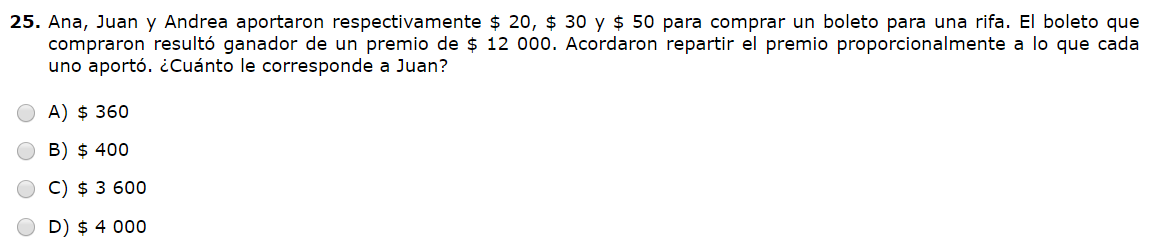 25. Ana, Juan y Andrea aportaron respectivamente $ 20, $ 30 y $ 50 para comprar un boleto para una rifa. El boleto que
compraron resultó ganador de un premio de $ 12 000. Acordaron repartir el premio proporcionalmente a lo que cada
uno aportó. ¿Cuánto le corresponde a Juan?
A) $ 360
B) $ 400
C) $ 3 600
D) $ 4 000